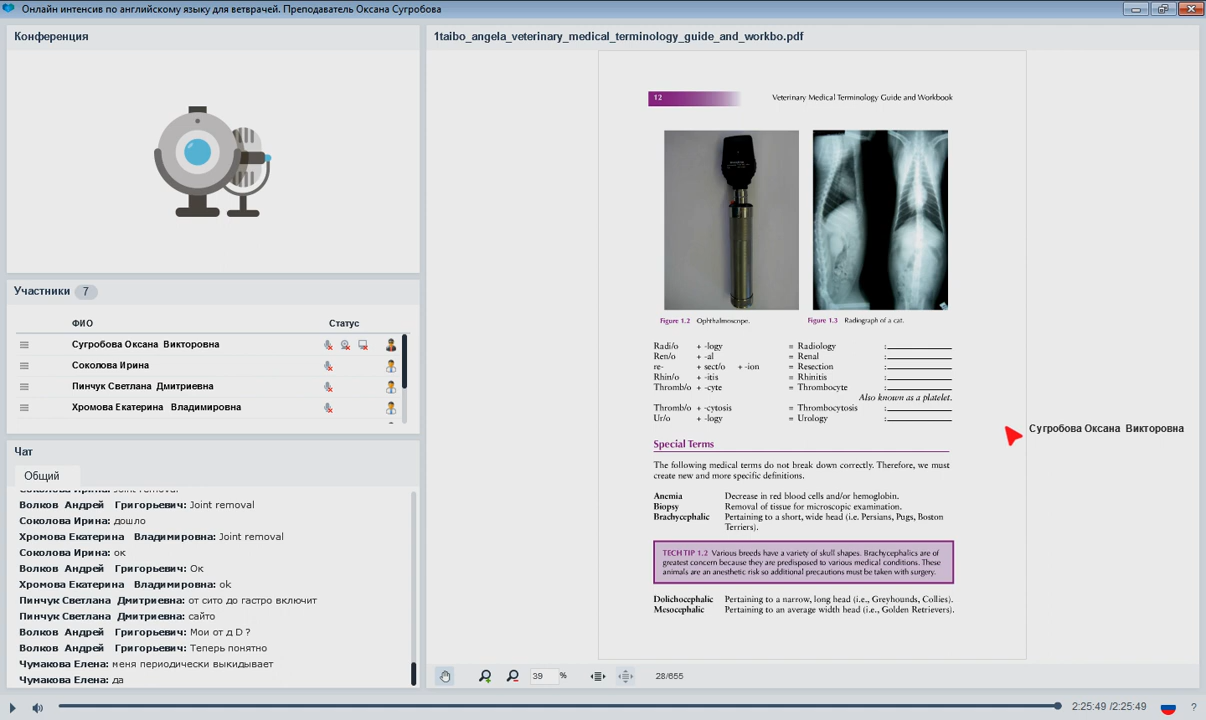 Онлайн интенсив по английскому языку для ветврачей. Преподаватель Оксана Сугробова
Конференция
Участники 7
ФИО Статус
Сугробова Оксана Викторовна
Соколова Ирина
Пинчук Светлана Дмитриевна
Хромова Екатерина Владимировна
Чат
Общий
Соколова Ирина: Joint removal
Волков Андрей Григорьевич: Joint removal
Соколова Ирина: дошло
Хромова Екатерина Владимировна: Joint removal
Соколова Ирина: ок
Волков Андрей Григорьевич: Ок
Хромова Екатерина Владимировна: ok
Пинчук Светлана Дмитриевна: от сито до гастро включит
Пинчук Светлана Дмитриевна: сайто
Волков Андрей Григорьевич: Мои от д D ?
Волков Андрей Григорьевич: Теперь понятно
Чумакова Елена: меня периодически выкидывает
Чумакова Елена: да
1taibo_angela_veterinary_medical_terminology_guide_and_workbo.pdf
12 Veterinary Medical Terminology Guide and Workbook
Figure 1.2 Ophthalmoscope.
Figure 1.3 Radiograph of a cat.
Radi/o + -logy = Radiology :
Ren/o + -al = Renal :
re- + sect/o + -ion = Resection :
Rhin/o + -itis = Rhinitis :
Thromb/o + -cyte = Thrombocyte :
Also known as a platelet.
Thromb/o + -cytosis = Thrombocytosis :
Ur/o + -logy = Urology :
Special Terms
The following medical terms do not break down correctly. Therefore, we must
create new and more specific definitions.
Anemia Decrease in red blood cells and/or hemoglobin.
Biopsy Removal of tissue for microscopic examination.
Brachycephalic Pertaining to a short, wide head (i.e. Persians, Pugs, Boston
Terriers).
TECH TIP 1.2 Various breeds have a variety of skull shapes. Brachycephalics are of
greatest concern because they are predisposed to various medical conditions. These
animals are an anesthetic risk so additional precautions must be taken with surgery.
Dolichocephalic Pertaining to a narrow, long head (i.e., Greyhounds, Collies).
Mesocephalic Pertaining to an average width head (i.e., Golden Retrievers).
Сугробова Оксана Викторовна
39 % 28/655
2:25:49 /2:25:49 ?